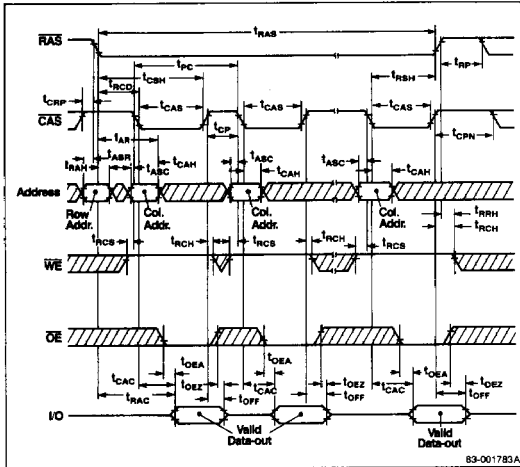 RAS
tRAS
tRP
tPC
tCSH
tRSH
tRCD
tCRP
tCAS
tCAS
tCAS
CAS
tCP
tCPN
tAR
tASR
tRAH
tASC
tCAH
tASC
tCAH
tASC
tCAH
Address
Row Addr.
Col. Addr.
Col. Addr.
Col. Addr.
tRRH
tRCH
tRCS
tRCH
tRCS
tRCH
tRCS
WE
OE
tOEA
tOEA
tOEA
tCAC
tOEZ
tCAC
tOEZ
tCAC
tOEZ
tRAC
tOFF
tOFF
tOFF
I/O
Valid Data-out
Valid Data-out
83-001783A